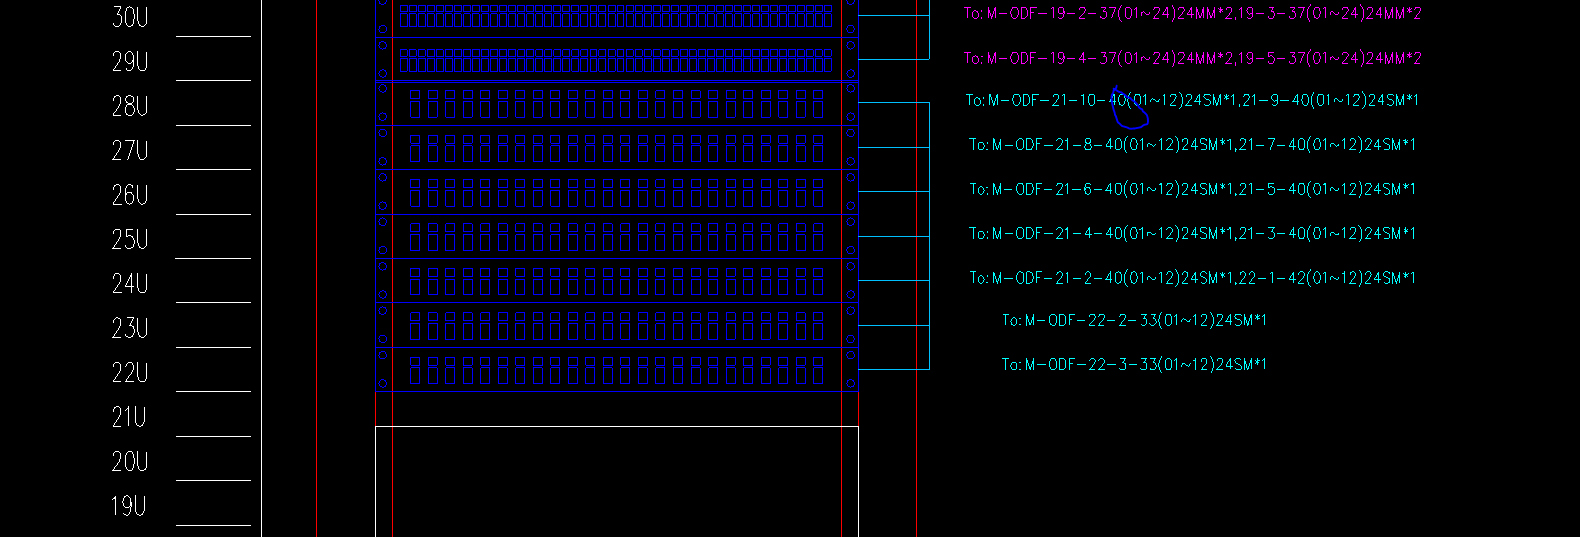 30U To:M-ODF-19-2-37(01~24)24MM*2,19-3-37(01~24)24MM*2
29U To:M-ODF-19-4-37(01~24)24MM*2,19-5-37(01~24)24MM*2
28U To:M-ODF-21-10-40(01~12)24SM*1,21-9-40(01~12)24SM*1
27U To:M-ODF-21-8-40(01~12)24SM*1,21-7-40(01~12)24SM*1
26U To:M-ODF-21-6-40(01~12)24SM*1,21-5-40(01~12)24SM*1
25U To:M-ODF-21-4-40(01~12)24SM*1,21-3-40(01~12)24SM*1
24U To:M-ODF-21-2-40(01~12)24SM*1,22-1-42(01~12)24SM*1
23U To:M-ODF-22-2-33(01~12)24SM*1
22U To:M-ODF-22-3-33(01~12)24SM*1
21U
20U
19U